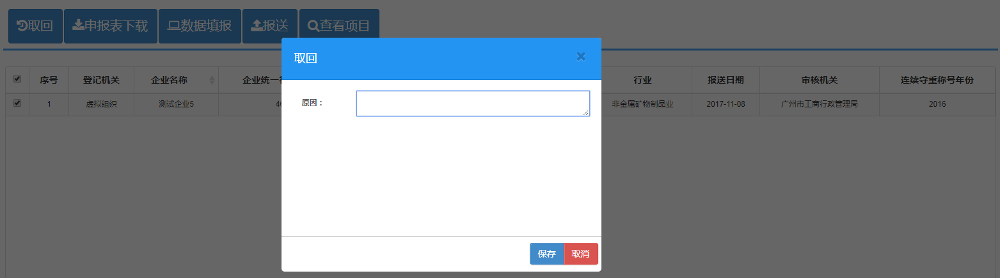 取回 申报表下载 数据填报 报送 查看项目
取回
序号 登记机关 企业名称 企业统一 行业 报送日期 审核机关 连续守重称号年份
1 虚拟组织 测试企业5 46 非金属矿物制品业 2017-11-08 广州市工商行政管理局 2016
原因：
保存 取消